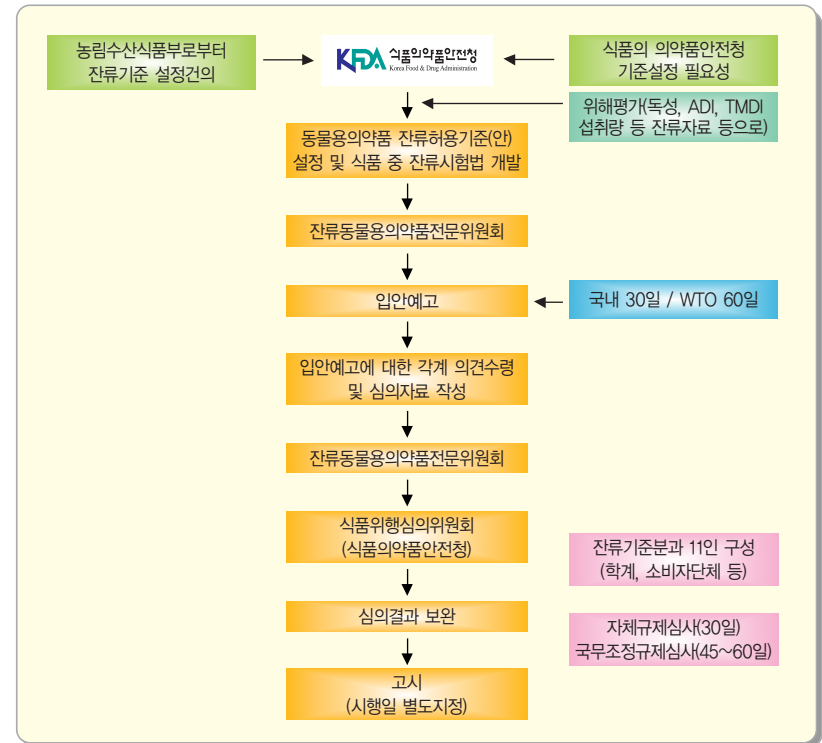 농림수산식품부로부터
잔류기준 설정건의
KFDA 식품의약품안전청
Korea Food & Drug Administration
식품의 의약품안전청
기준설정 필요성
위해평가(독성, ADI, TMDI
섭취량 등 잔류자료 등으로)
동물용의약품 잔류허용기준(안)
설정 및 식품 중 잔류시험법 개발
잔류동물용의약품전문위원회
입안예고
국내 30일 / WTO 60일
입안예고에 대한 각계 의견수령
및 심의자료 작성
잔류동물용의약품전문위원회
식품위행심의위원회
(식품의약품안전청)
잔류기준분과 11인 구성
(학계, 소비자단체 등)
심의결과 보완
자체규제심사(30일)
국무조정규제심사(45~60일)
고시
(시행일 별도지정)